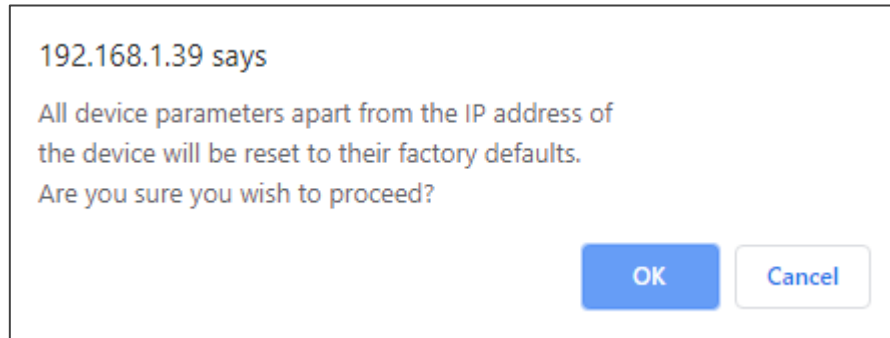 192.168.1.39 says
All device parameters apart from the IP address of
the device will be reset to their factory defaults.
Are you sure you wish to proceed?
OK
Cancel